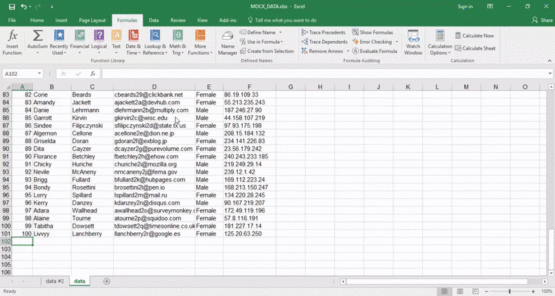 MOCK_DATA.xlsx - Excel
Sign in
File Home Insert Page Layout Formulas Data Review View Add-ins Tell me what you want to do Share
Insert Function AutoSum Recently Used Financial Logical Text Date & Time Lookup & Reference Math & Trig More Functions
Name Manager Define Name Use in Formula Create from Selection
Trace Precedents Trace Dependents Remove Arrows
Show Formulas Error Checking Evaluate Formula
Watch Window Calculation Options Calculate Now Calculate Sheet
Function Library Defined Names Formula Auditing Calculation
A102 fx
A B C D E F G H I J K L M N O
83 82 Corie Beards cbeards29@clickbank.net Female 86.19.109.33
84 83 Amandy Jackett ajackett2a@devhub.com Female 55.213.235.243
85 84 Danie Lehrmann dlehrmann2b@multiply.com Male 187.246.27.90
86 85 Garrott Kirvin gkirvin2c@wisc.edu Male 44.158.107.219
87 86 Sindee Filipczynski sfilipczynski2d@state.tx.us Female 97.93.175.198
88 87 Algernon Cellone acellone2e@dion.ne.jp Male 208.15.184.132
89 88 Griselda Doran gdoran2f@exblog.jp Female 234.141.226.83
90 89 Dita Cayzer dcayzer2g@purevolume.com Female 23.56.179.242
91 90 Florance Betchley fbetchley2h@ehow.com Female 240.243.233.185
92 91 Chicky Huriche churiche2i@mozilla.org Male 219.249.29.14
93 92 Nevile McAneny nmcaneny2j@fema.gov Male 239.12.1.42
94 93 Brigg Fullard bfullard2k@hubpages.com Male 169.112.223.24
95 94 Bondy Rosettini brosettini2l@pen.io Male 168.213.150.247
96 95 Lorry Spillard lspillard2m@mail.ru Female 134.220.28.245
97 96 Kerry Danzey kdanzey2n@disqus.com Male 90.167.219.207
98 97 Adara Wallhead awallhead2o@surveymonkey.c Female 172.49.119.196
99 98 Alaine Tourne atourne2p@squidoo.com Female 57.8.116.191
100 99 Tabitha Dowsett tdowsett2q@timesonline.co.uk Female 181.227.17.14
101 100 Livvyy Lanchberry llanchberry2r@google.es Female 125.20.63.250
102
103
104
105
106
data #2 data
Ready 100%